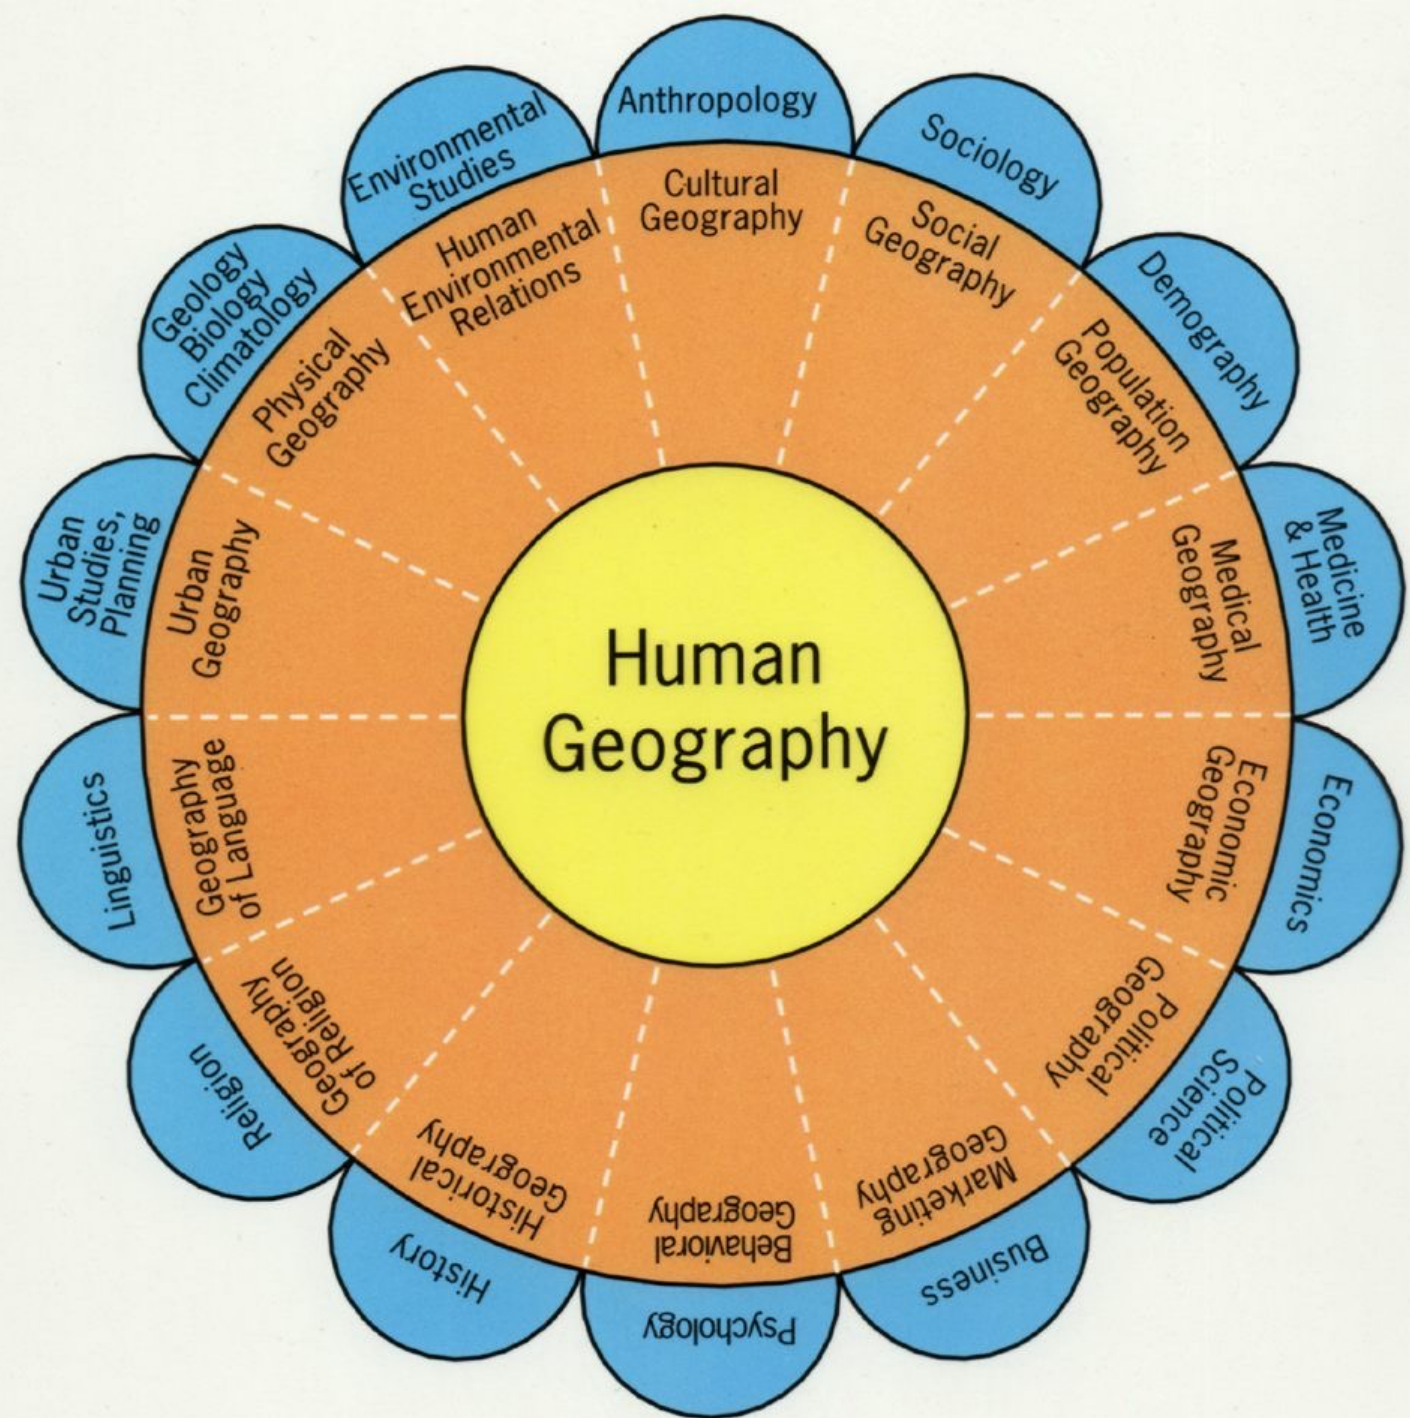 Human
Geography
Anthropology
Cultural
Geography
Sociology
Social
Geography
Demography
Population
Geography
Medicine
& Health
Medical
Geography
Economics
Economic
Geography
Political
Science
Political
Geography
Business
Marketing
Geography
Psychology
Behavioral
Geography
History
Historical
Geography
Religion
Geography
of Religion
Linguistics
Geography
of Language
Urban
Studies,
Planning
Urban
Geography
Geology
Biology
Climatology
Physical
Geography
Environmental
Studies
Human
Environmental
Relations